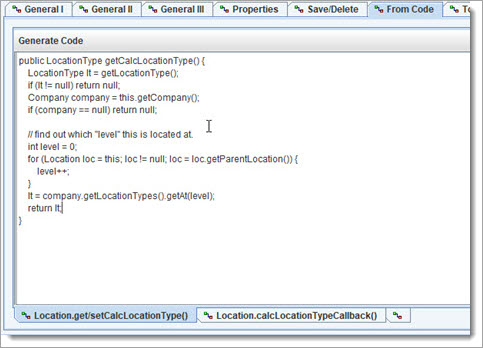 General I General II General III Properties Save/Delete From Code To
Generate Code
public LocationType getCalcLocationType() {
LocationType lt = getLocationType();
if (lt != null) return null;
Company company = this.getCompany();
if (company == null) return null;
// find out which "level" this is located at.
int level = 0;
for (Location loc = this; loc != null; loc = loc.getParentLocation()) {
level++;
}
lt = company.getLocationTypes().getAt(level);
return lt;
}
Location.get/setCalcLocationType() Location.calcLocationTypeCallback()